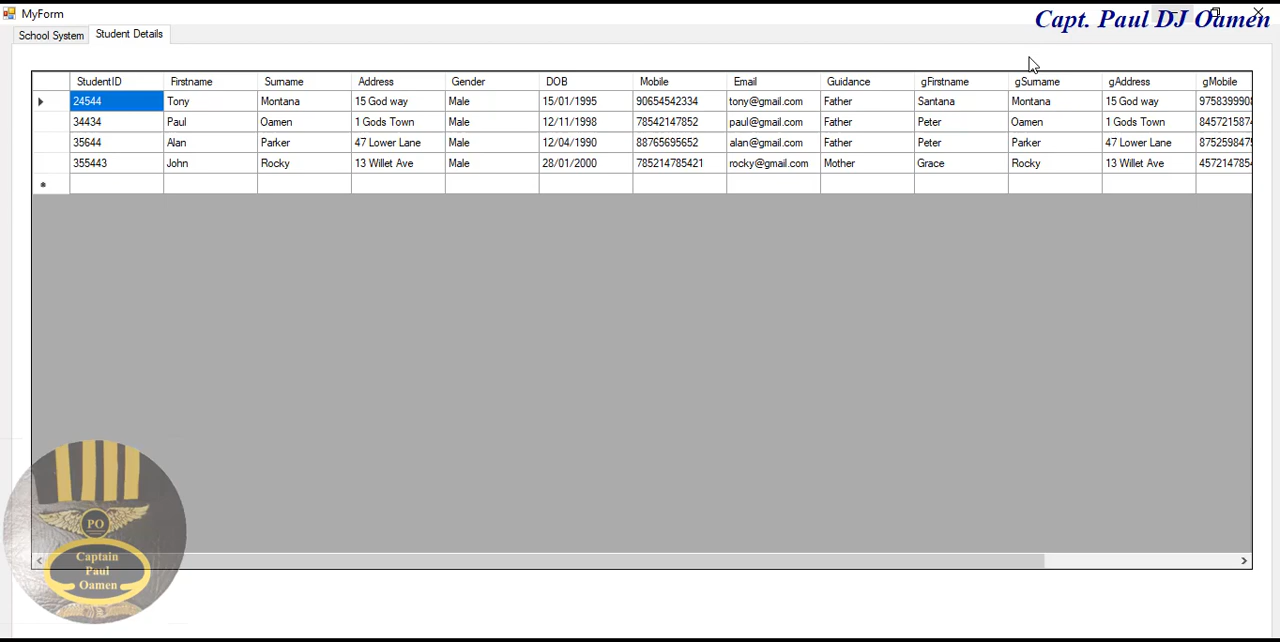 MyForm
Capt. Paul DJ Oamen
School System Student Details
StudentID Firstname Surname Address Gender DOB Mobile Email Guidance gFirstname gSurname gAddress gMobile
24544 Tony Montana 15 God way Male 15/01/1995 90654542334 tony@gmail.com Father Santana Montana 15 God way 975839990
34434 Paul Oamen 1 Gods Town Male 12/11/1998 78542147852 paul@gmail.com Father Peter Oamen 1 Gods Town 845721587
35644 Alan Parker 47 Lower Lane Male 12/04/1990 88765695652 alan@gmail.com Father Peter Parker 47 Lower Lane 875259847
355443 John Rocky 13 Willet Ave Male 28/01/2000 785214785421 rocky@gmail.com Mother Grace Rocky 13 Willet Ave 457214785
PO
Captain
Paul
Oamen